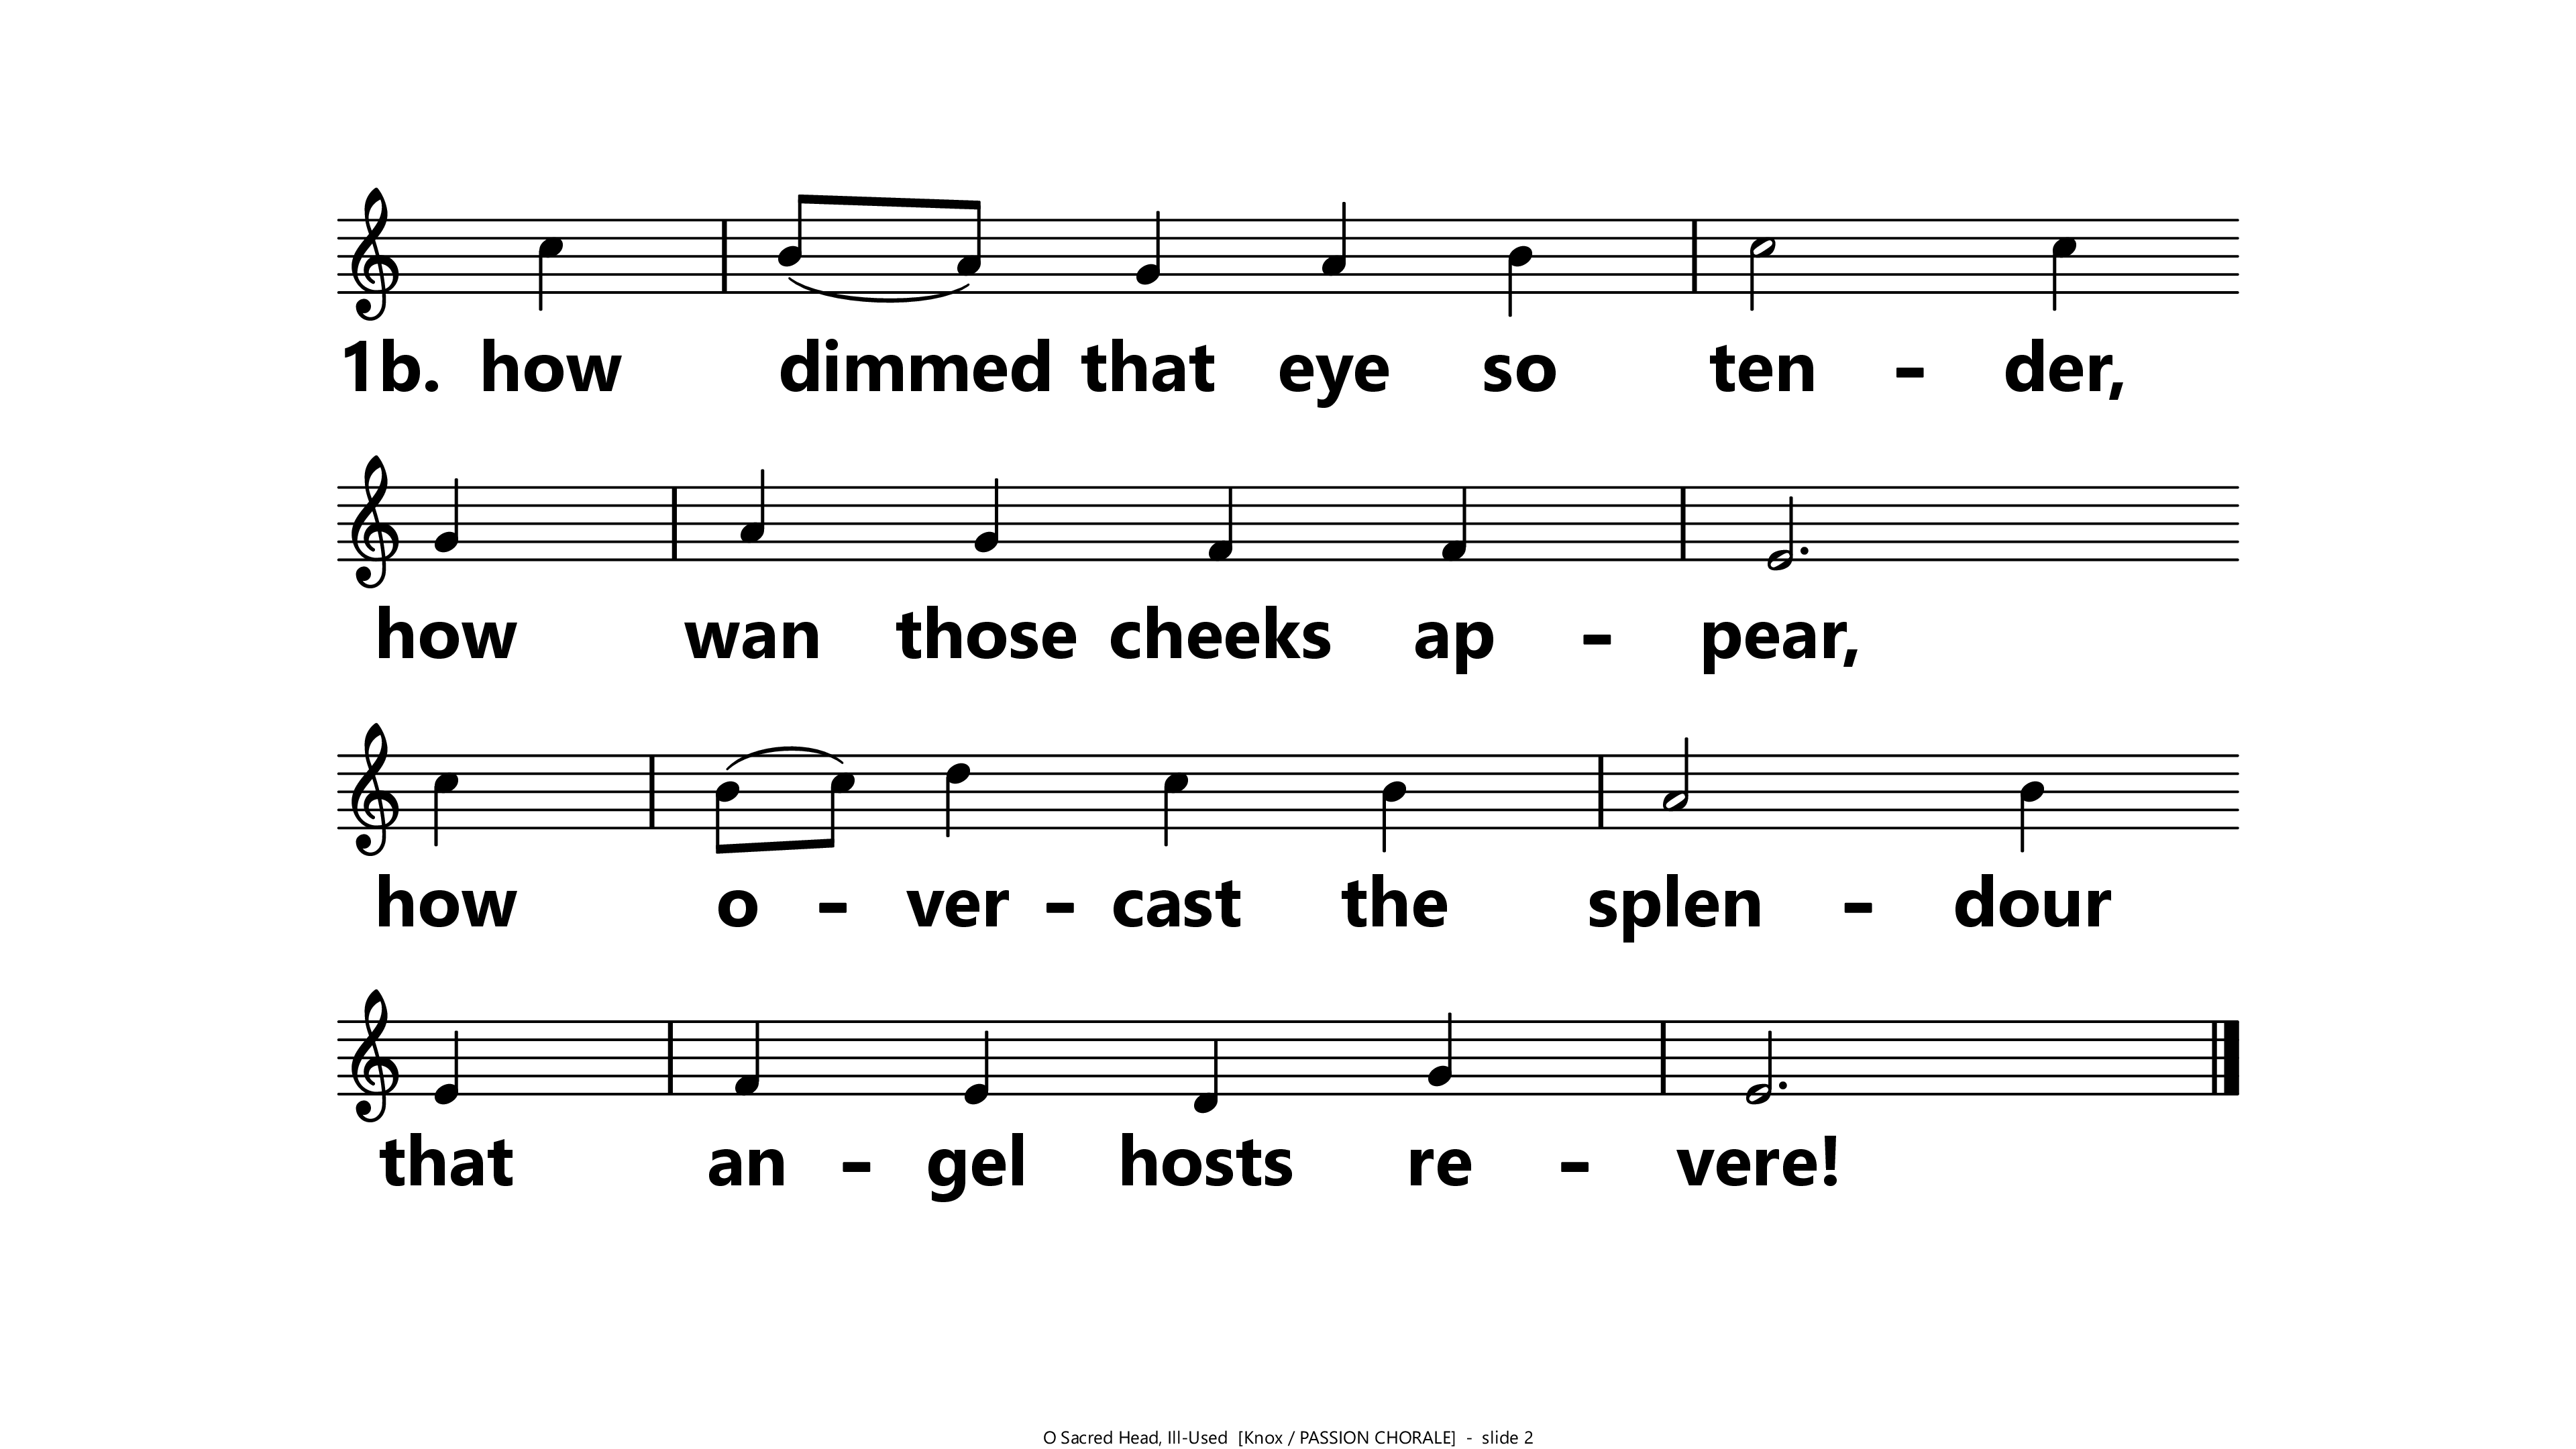 1b. how dimmed that eye so ten - der,
how wan those cheeks ap - pear,
how o - ver - cast the splen - dour
that an - gel hosts re - vere!
O Sacred Head, Ill-Used [Knox / PASSION CHORALE] - slide 2